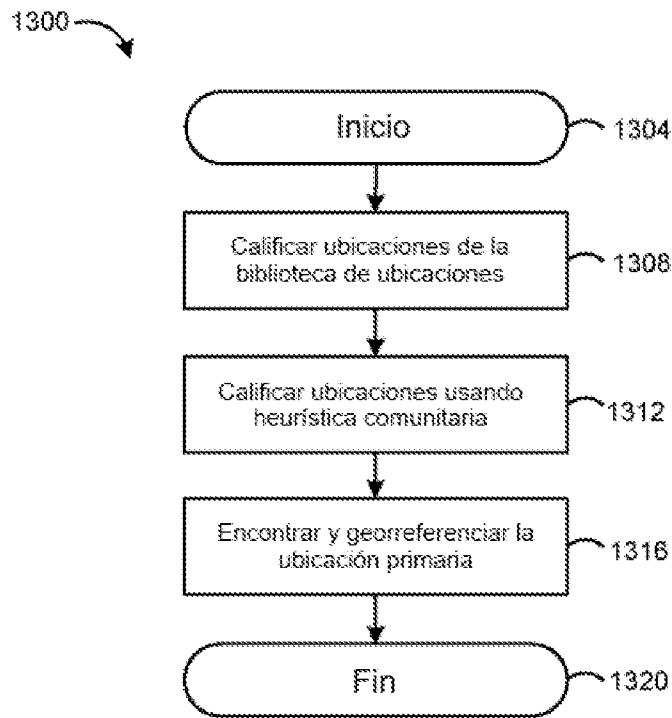 1300
Inicio
1304
Calificar ubicaciones de la
biblioteca de ubicaciones
1308
Calificar ubicaciones usando
heurística comunitaria
1312
Encontrar y georreferenciar la
ubicación primaria
1316
Fin
1320